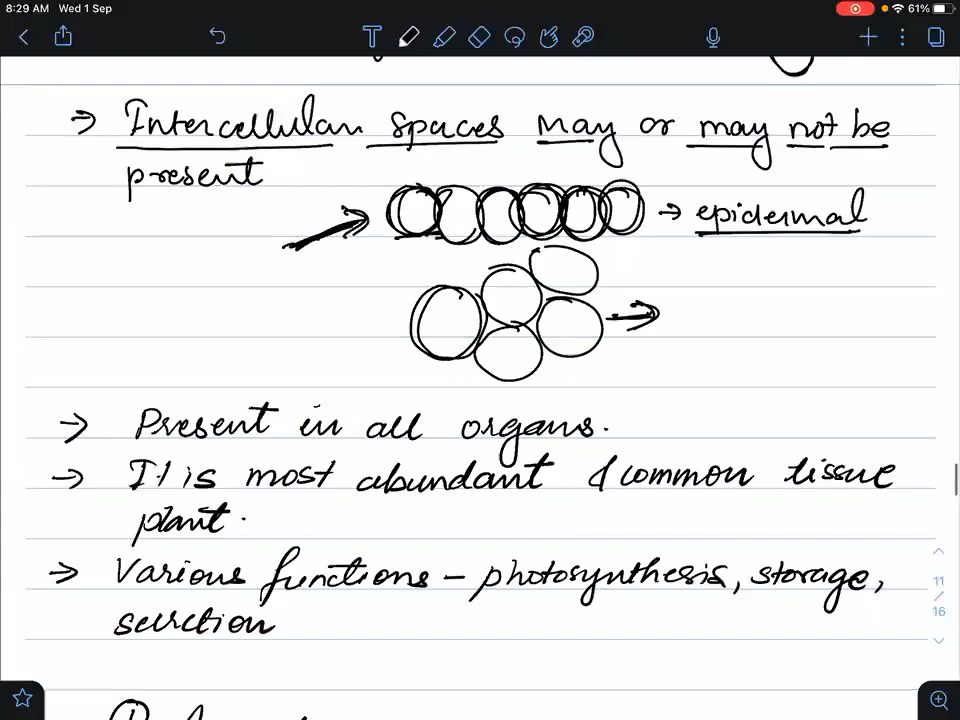 8:29 AM Wed 1 Sep
61%
→ Intercellular spaces may or may not be
present
→ epidermal
→ Present in all organs.
→ It is most abundant & common tissue
plant.
→ Various functions – photosynthesis, storage,
secrction
11
/
16